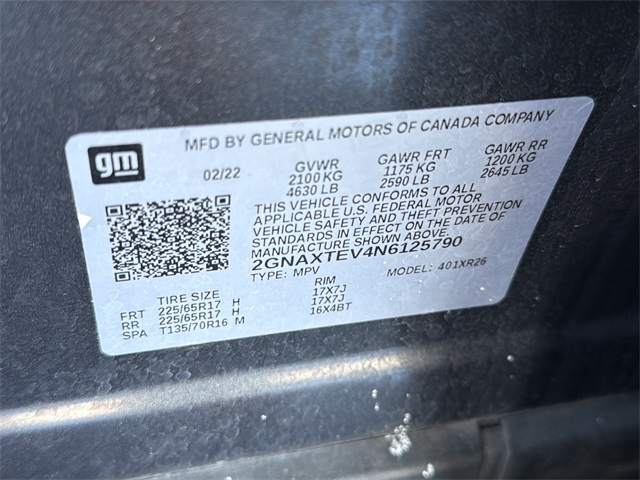 gm
MFD BY GENERAL MOTORS OF CANADA COMPANY
02/22 GVWR GAWR FRT GAWR RR
2100 KG 1175 KG 1200 KG
4630 LB 2590 LB 2645 LB
THIS VEHICLE CONFORMS TO ALL
APPLICABLE U.S. FEDERAL MOTOR
VEHICLE SAFETY AND THEFT PREVENTION
STANDARDS IN EFFECT ON THE DATE OF
MANUFACTURE SHOWN ABOVE.
2GNAXTEV4N6125790
TYPE: MPV MODEL: 401XR26
TIRE SIZE RIM
FRT 225/65R17 H 17X7J
RR 225/65R17 H 17X7J
SPA T135/70R16 M 16X4BT